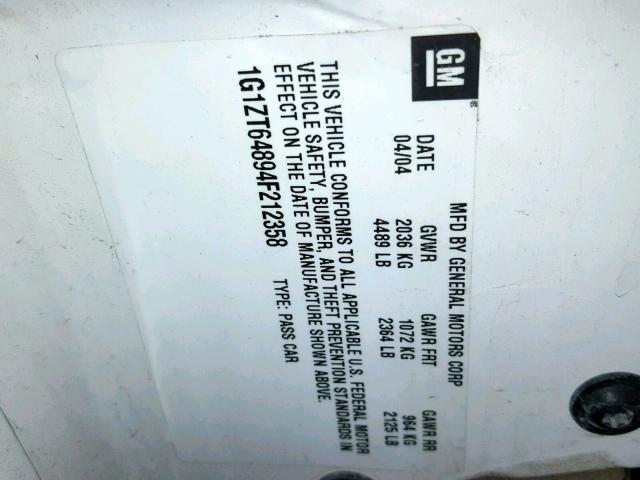 GM
MFD BY GENERAL MOTORS CORP
DATE GVWR GAWR FRT GAWR RR
04/04 2036 KG 1072 KG 964 KG
4489 LB 2364 LB 2125 LB
THIS VEHICLE CONFORMS TO ALL APPLICABLE U.S. FEDERAL MOTOR
VEHICLE SAFETY, BUMPER, AND THEFT PREVENTION STANDARDS IN
EFFECT ON THE DATE OF MANUFACTURE SHOWN ABOVE.
1G1ZT64894F212358 TYPE: PASS CAR